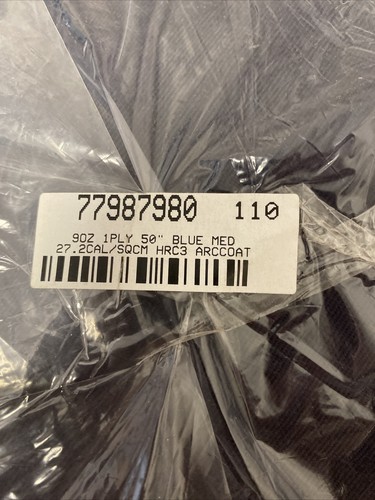 77987980 110
9OZ 1PLY 50" BLUE MED
27.2CAL/SQCM HRC3 ARCCOAT